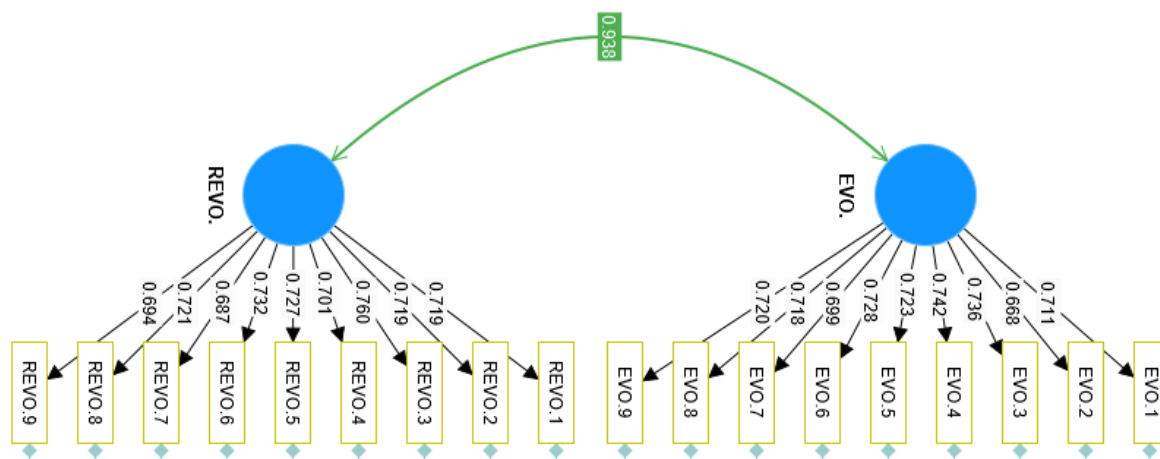 0.938
REVO.
EVO.
0.694
0.721
0.687
0.732
0.727
0.701
0.760
0.719
0.719
0.720
0.718
0.699
0.728
0.723
0.742
0.736
0.668
0.711
REVO.9
REVO.8
REVO.7
REVO.6
REVO.5
REVO.4
REVO.3
REVO.2
REVO.1
EVO.9
EVO.8
EVO.7
EVO.6
EVO.5
EVO.4
EVO.3
EVO.2
EVO.1